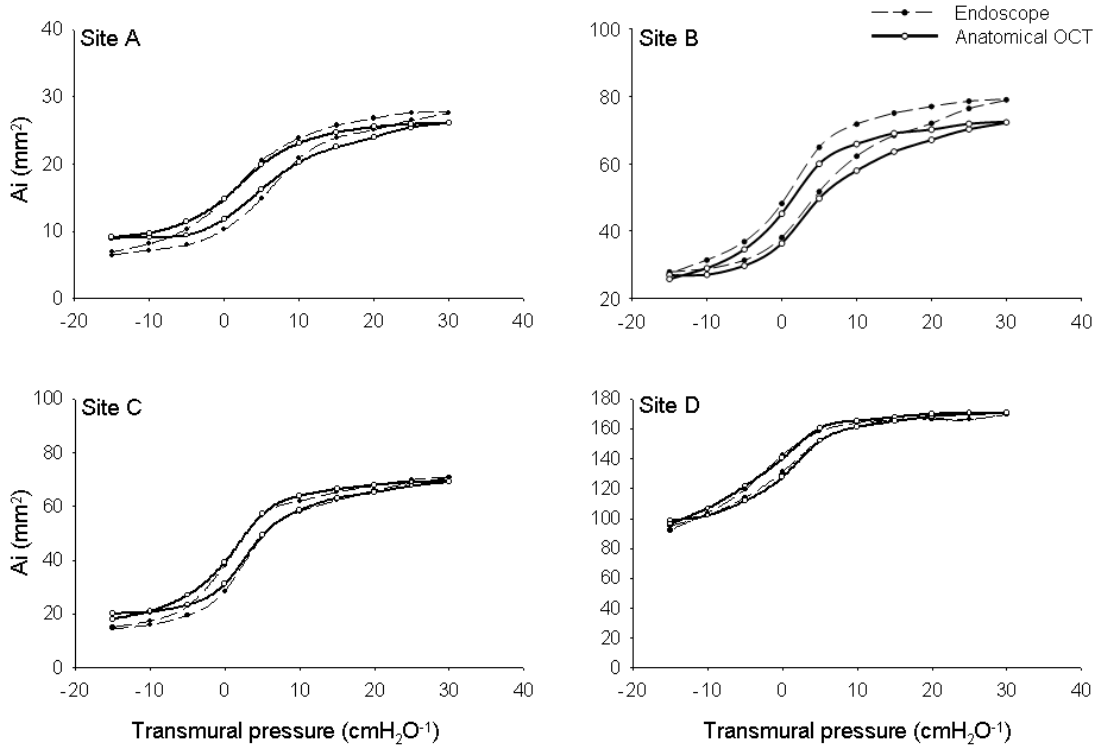 Endoscope
Anatomical OCT
Site A
40
30
20
10
0
-20 -10 0 10 20 30 40
Ai (mm²)
Site B
100
80
60
40
20
-20 -10 0 10 20 30 40
Site C
100
80
60
40
20
0
-20 -10 0 10 20 30 40
Ai (mm²)
Transmural pressure (cmH₂O⁻¹)
Site D
180
160
140
120
100
80
60
40
20
0
-20 -10 0 10 20 30 40
Transmural pressure (cmH₂O⁻¹)